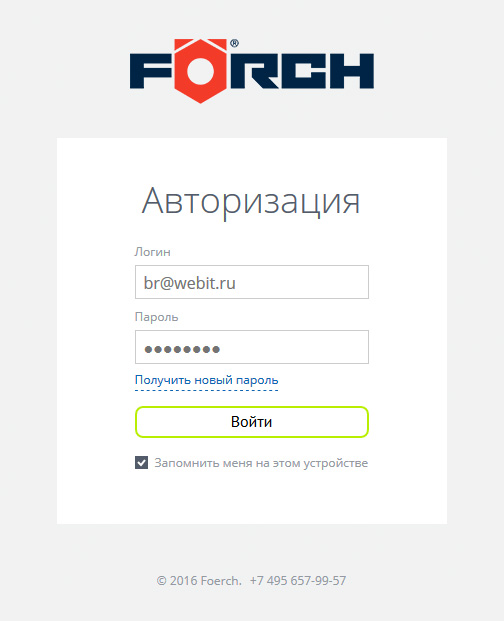 FÖRCH®
Авторизация
Логин
br@webit.ru
Пароль
●●●●●●●●
Получить новый пароль
Войти
Запомнить меня на этом устройстве
© 2016 Foerch. +7 495 657-99-57